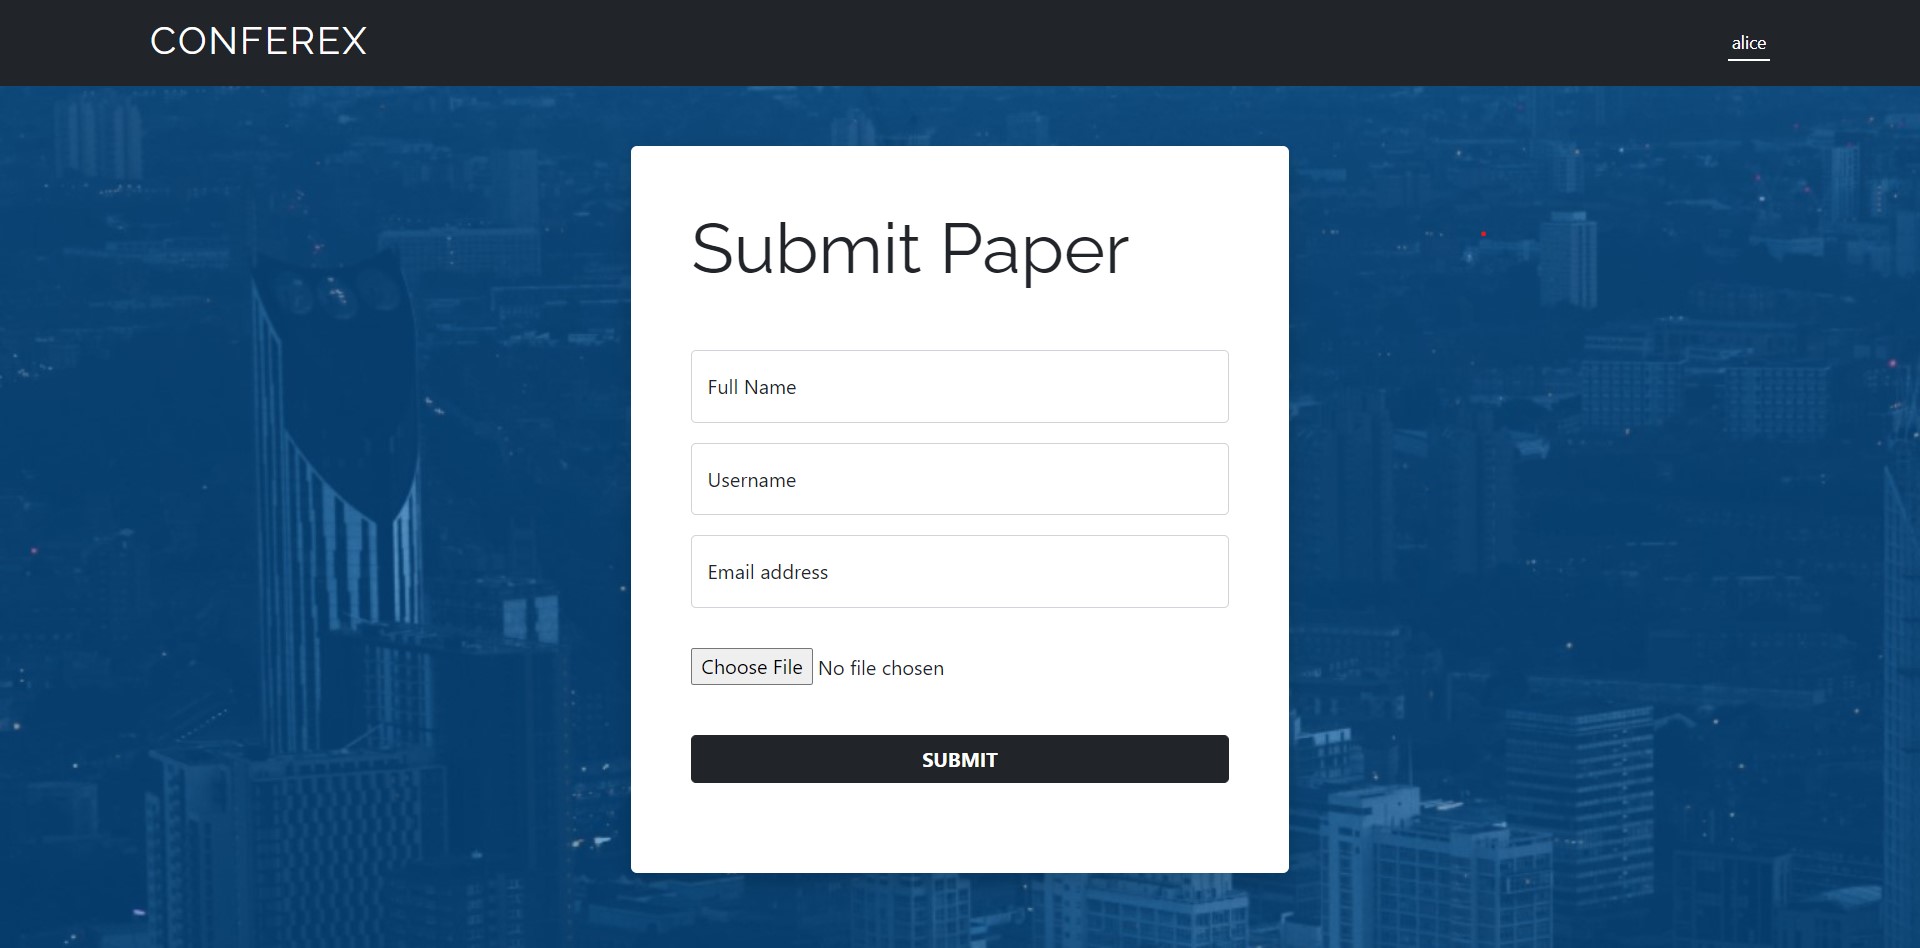 CONFEREX
alice
Submit Paper
Full Name
Username
Email address
Choose File No file chosen
SUBMIT